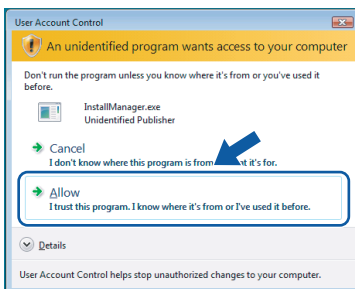 User Account Control
An unidentified program wants access to your computer
Don't run the program unless you know where it's from or you've used it
before.
InstallManager.exe
Unidentified Publisher
Cancel
I don't know where this program is from at it's for.
Allow
I trust this program. I know where it's from or I've used it before.
Details
User Account Control helps stop unauthorized changes to your computer.